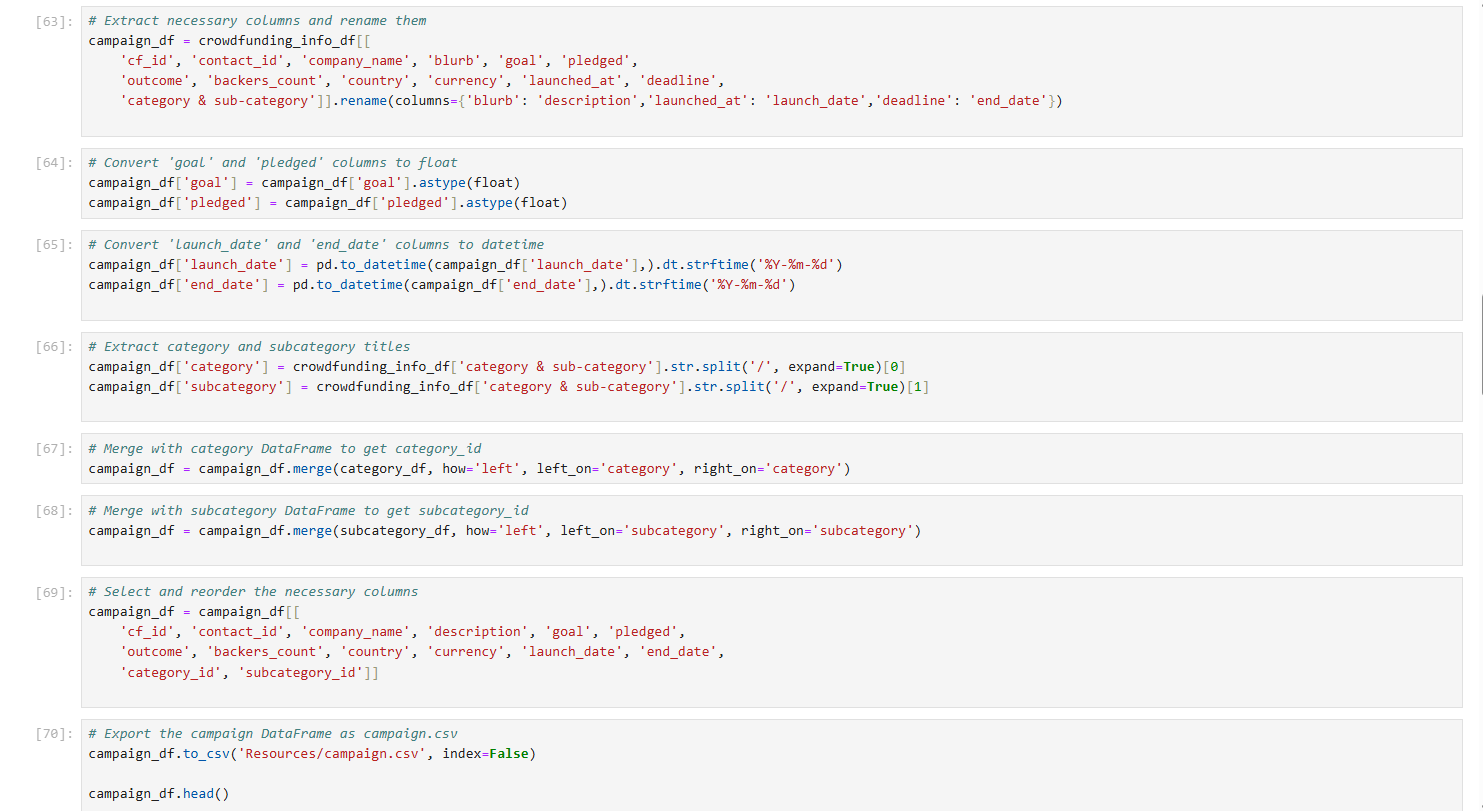 [63]: # Extract necessary columns and rename them
campaign_df = crowdfunding_info_df[[
'cf_id', 'contact_id', 'company_name', 'blurb', 'goal', 'pledged',
'outcome', 'backers_count', 'country', 'currency', 'launched_at', 'deadline',
'category & sub-category']].rename(columns={'blurb': 'description','launched_at': 'launch_date','deadline': 'end_date'})
[64]: # Convert 'goal' and 'pledged' columns to float
campaign_df['goal'] = campaign_df['goal'].astype(float)
campaign_df['pledged'] = campaign_df['pledged'].astype(float)
[65]: # Convert 'launch_date' and 'end_date' columns to datetime
campaign_df['launch_date'] = pd.to_datetime(campaign_df['launch_date'],).dt.strftime('%Y-%m-%d')
campaign_df['end_date'] = pd.to_datetime(campaign_df['end_date'],).dt.strftime('%Y-%m-%d')
[66]: # Extract category and subcategory titles
campaign_df['category'] = crowdfunding_info_df['category & sub-category'].str.split('/', expand=True)[0]
campaign_df['subcategory'] = crowdfunding_info_df['category & sub-category'].str.split('/', expand=True)[1]
[67]: # Merge with category DataFrame to get category_id
campaign_df = campaign_df.merge(category_df, how='left', left_on='category', right_on='category')
[68]: # Merge with subcategory DataFrame to get subcategory_id
campaign_df = campaign_df.merge(subcategory_df, how='left', left_on='subcategory', right_on='subcategory')
[69]: # Select and reorder the necessary columns
campaign_df = campaign_df[[
'cf_id', 'contact_id', 'company_name', 'description', 'goal', 'pledged',
'outcome', 'backers_count', 'country', 'currency', 'launch_date', 'end_date',
'category_id', 'subcategory_id']]
[70]: # Export the campaign DataFrame as campaign.csv
campaign_df.to_csv('Resources/campaign.csv', index=False)
campaign_df.head()